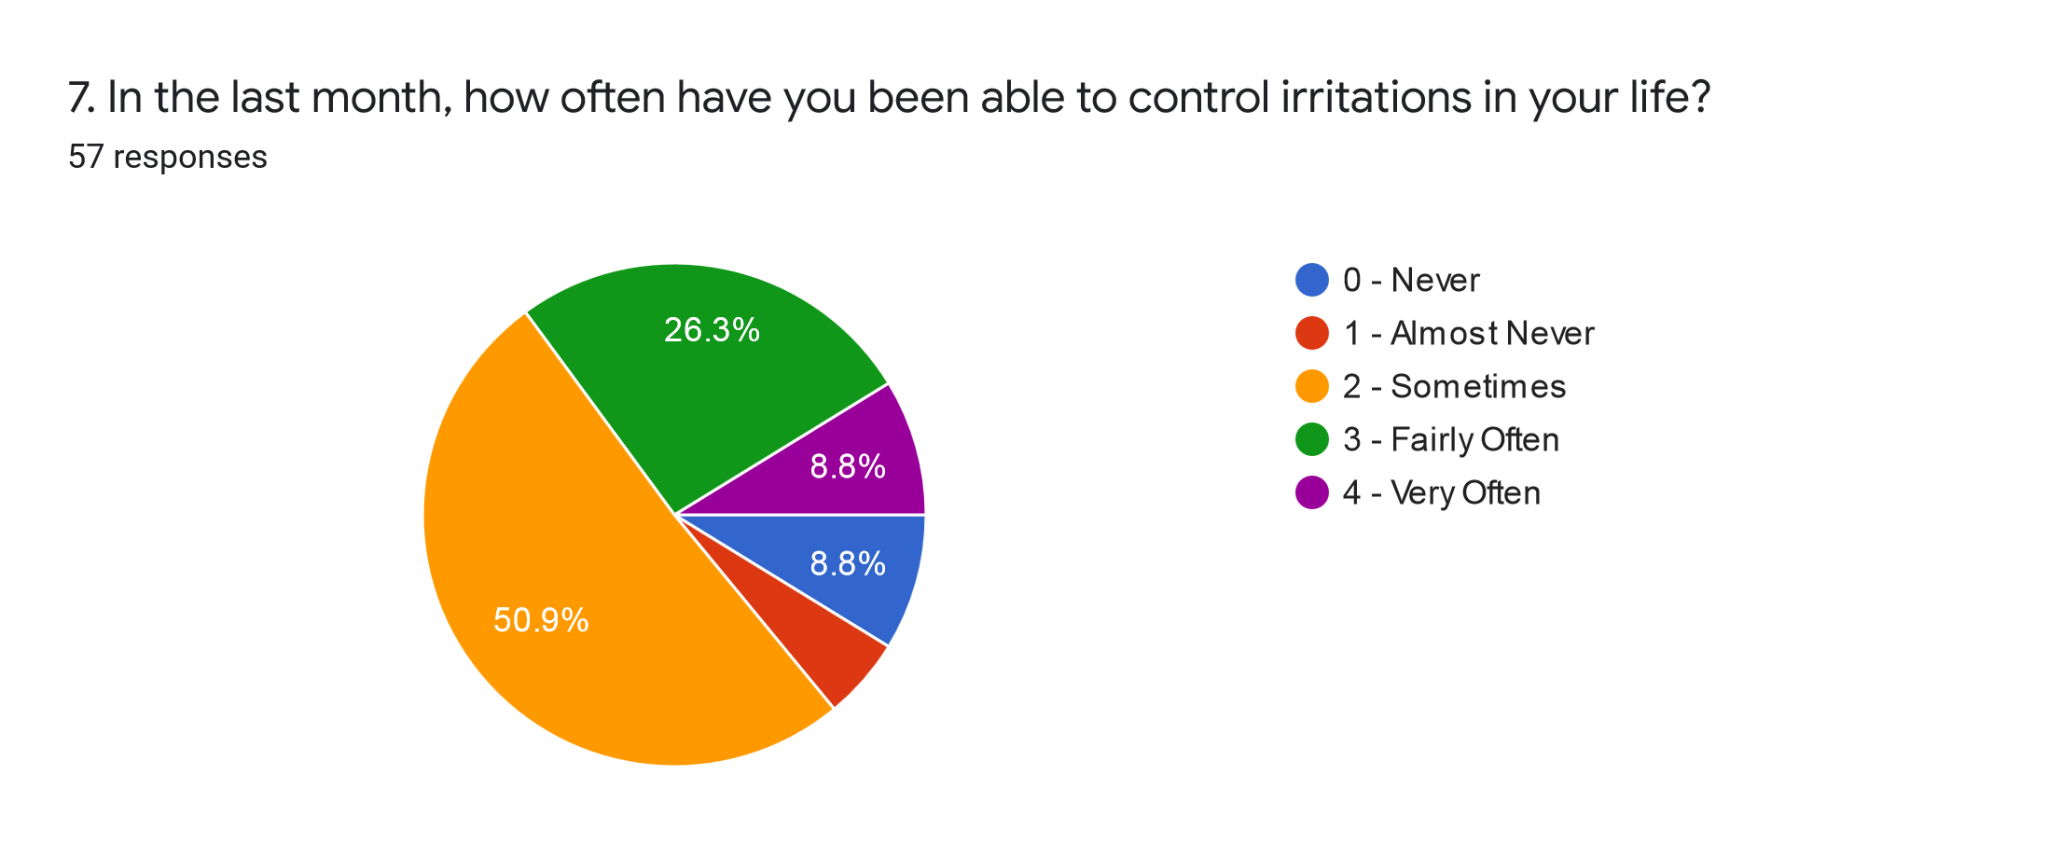 7. In the last month, how often have you been able to control irritations in your life?
57 responses
26.3%
8.8%
8.8%
50.9%
0 - Never
1 - Almost Never
2 - Sometimes
3 - Fairly Often
4 - Very Often